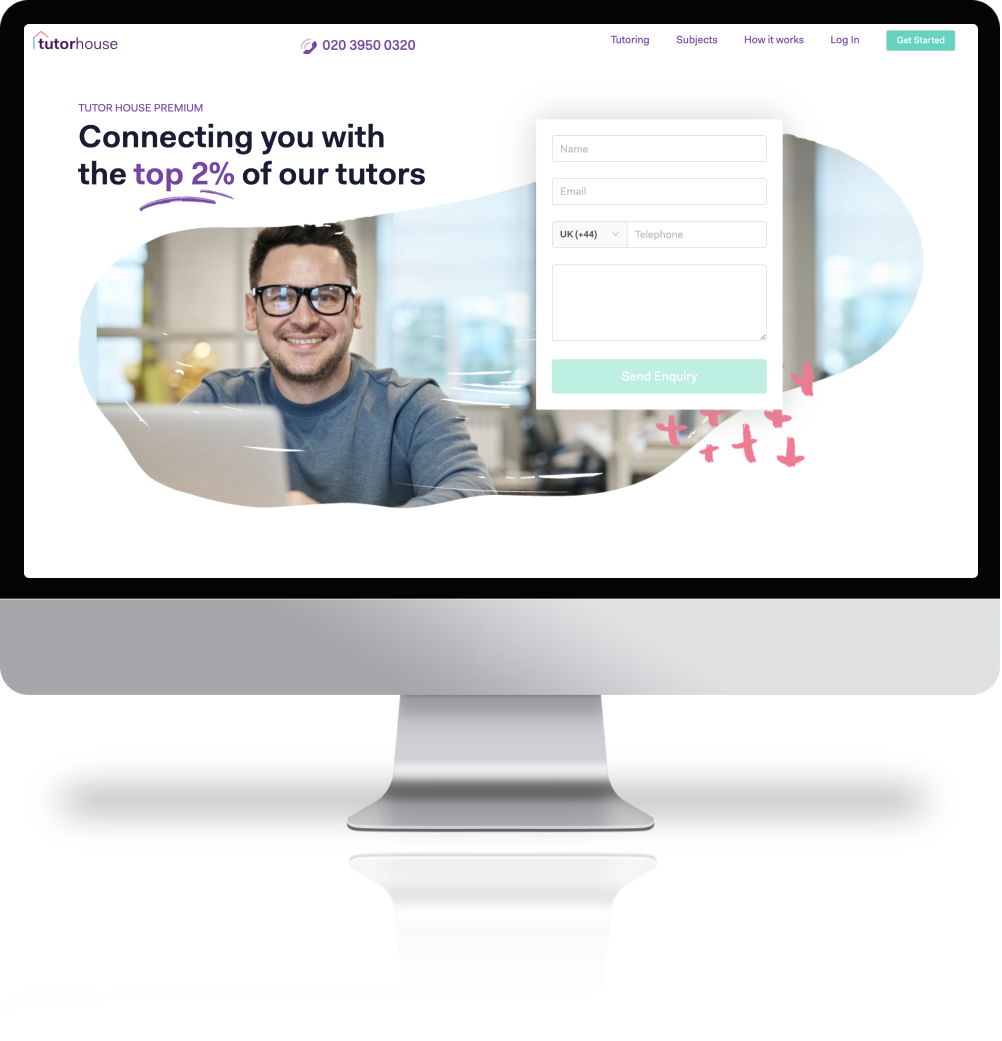 tutorhouse
020 3950 0320
Tutoring
Subjects
How it works
Log In
Get Started
TUTOR HOUSE PREMIUM
Connecting you with
the top 2% of our tutors
Name
Email
UK (+44)
Telephone
Send Enquiry